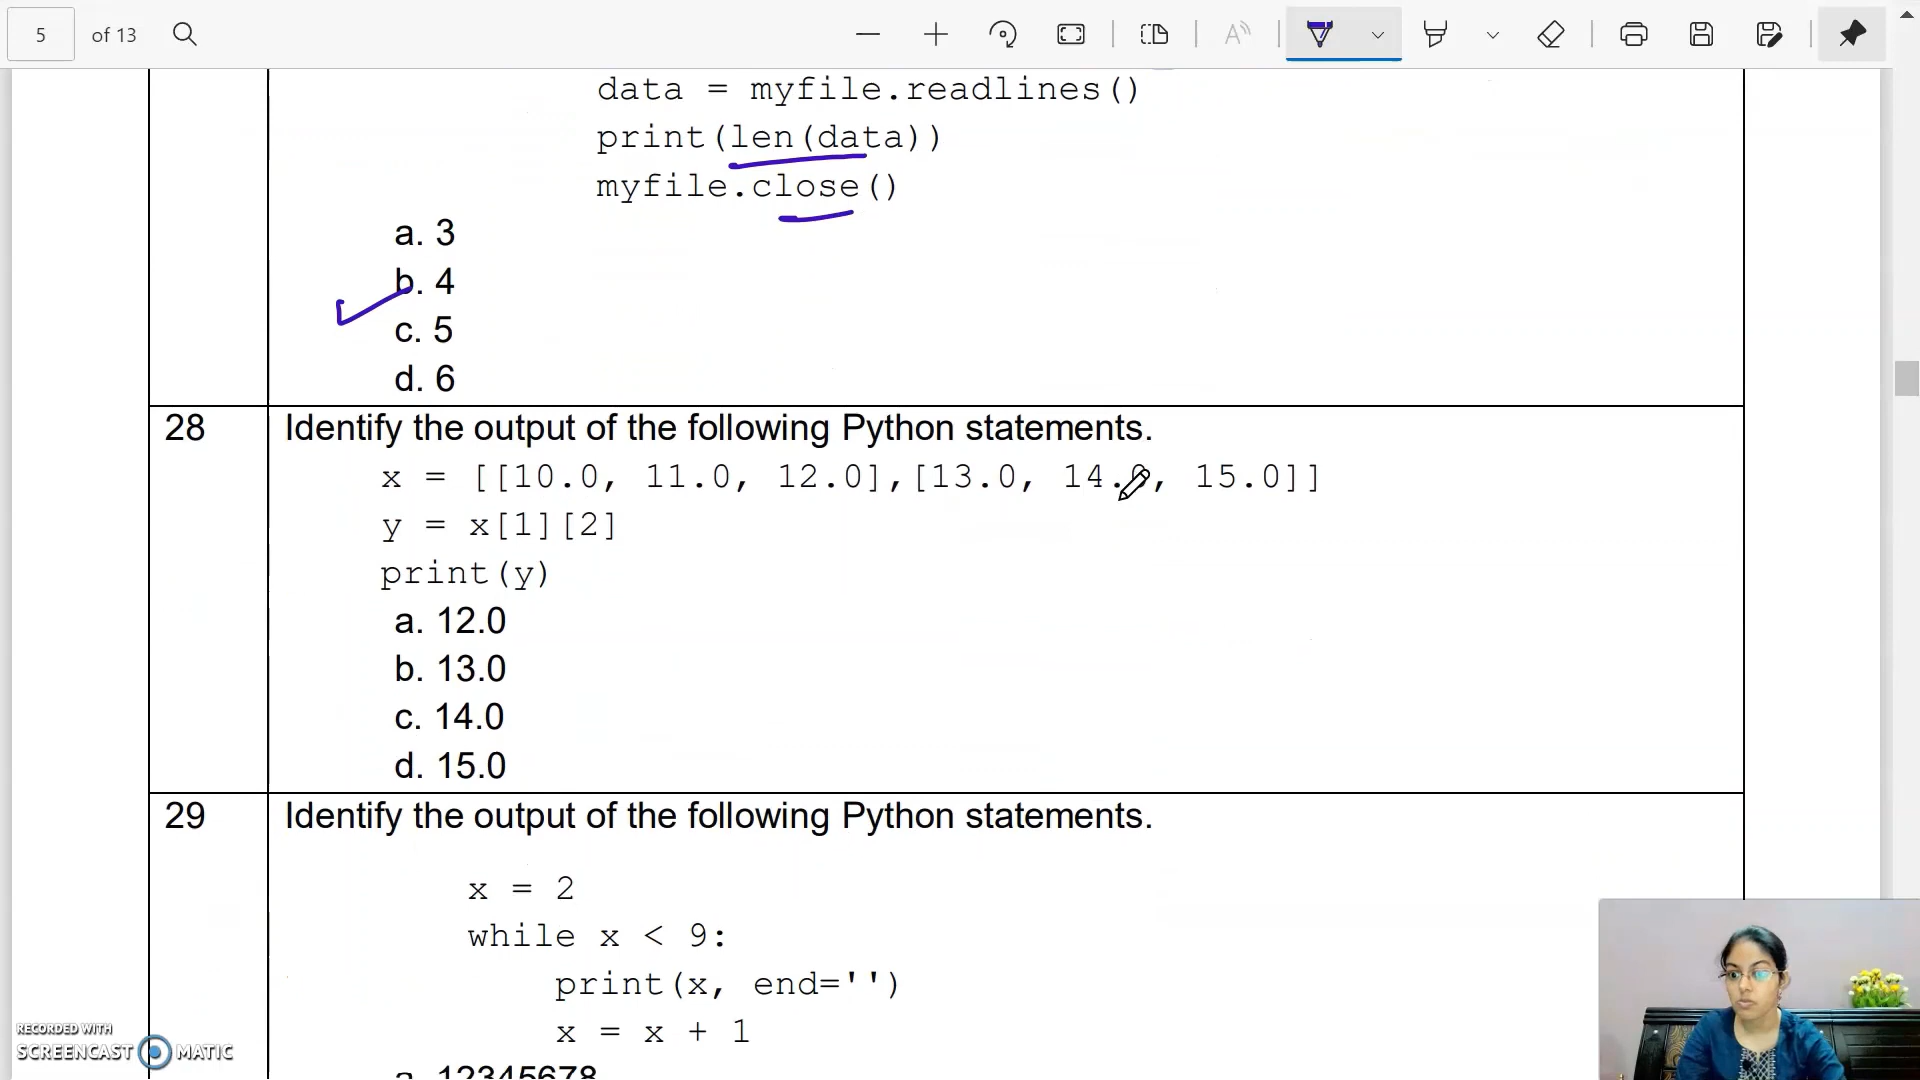 5 of 13
data = myfile.readlines()
print(len(data))
myfile.close()
a. 3
b. 4
c. 5
d. 6
28 Identify the output of the following Python statements.
x = [[10.0, 11.0, 12.0],[13.0, 14. , 15.0]]
y = x[1][2]
print(y)
a. 12.0
b. 13.0
c. 14.0
d. 15.0
29 Identify the output of the following Python statements.
x = 2
while x < 9:
print(x, end='')
x = x + 1
a. 12345678
RECORDED WITH
SCREENCAST MATIC